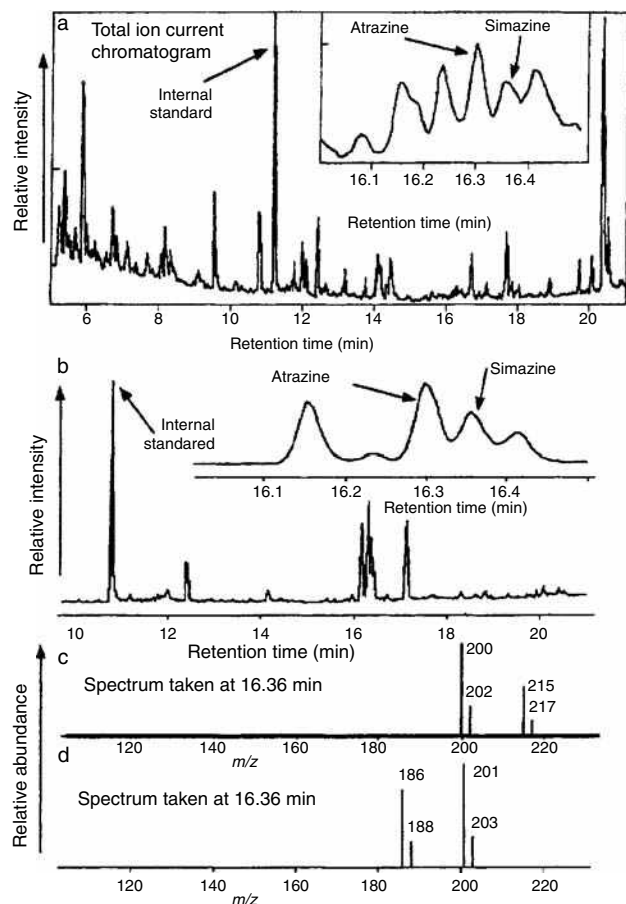 a
Total ion current
chromatogram
Atrazine
Simazine
Internal
standard
Relative intensity
16.1 16.2 16.3 16.4
Retention time (min)
6 8 10 12 14 16 18 20
Retention time (min)
b
Internal
standared
Atrazine
Simazine
Relative intensity
16.1 16.2 16.3 16.4
Retention time (min)
10 12 14 16 18 20
Retention time (min)
c
Spectrum taken at 16.36 min
200
202
215
217
Relative abundance
120 140 160 180 200 220
m/z
d
Spectrum taken at 16.36 min
186
188
201
203
120 140 160 180 200 220
m/z